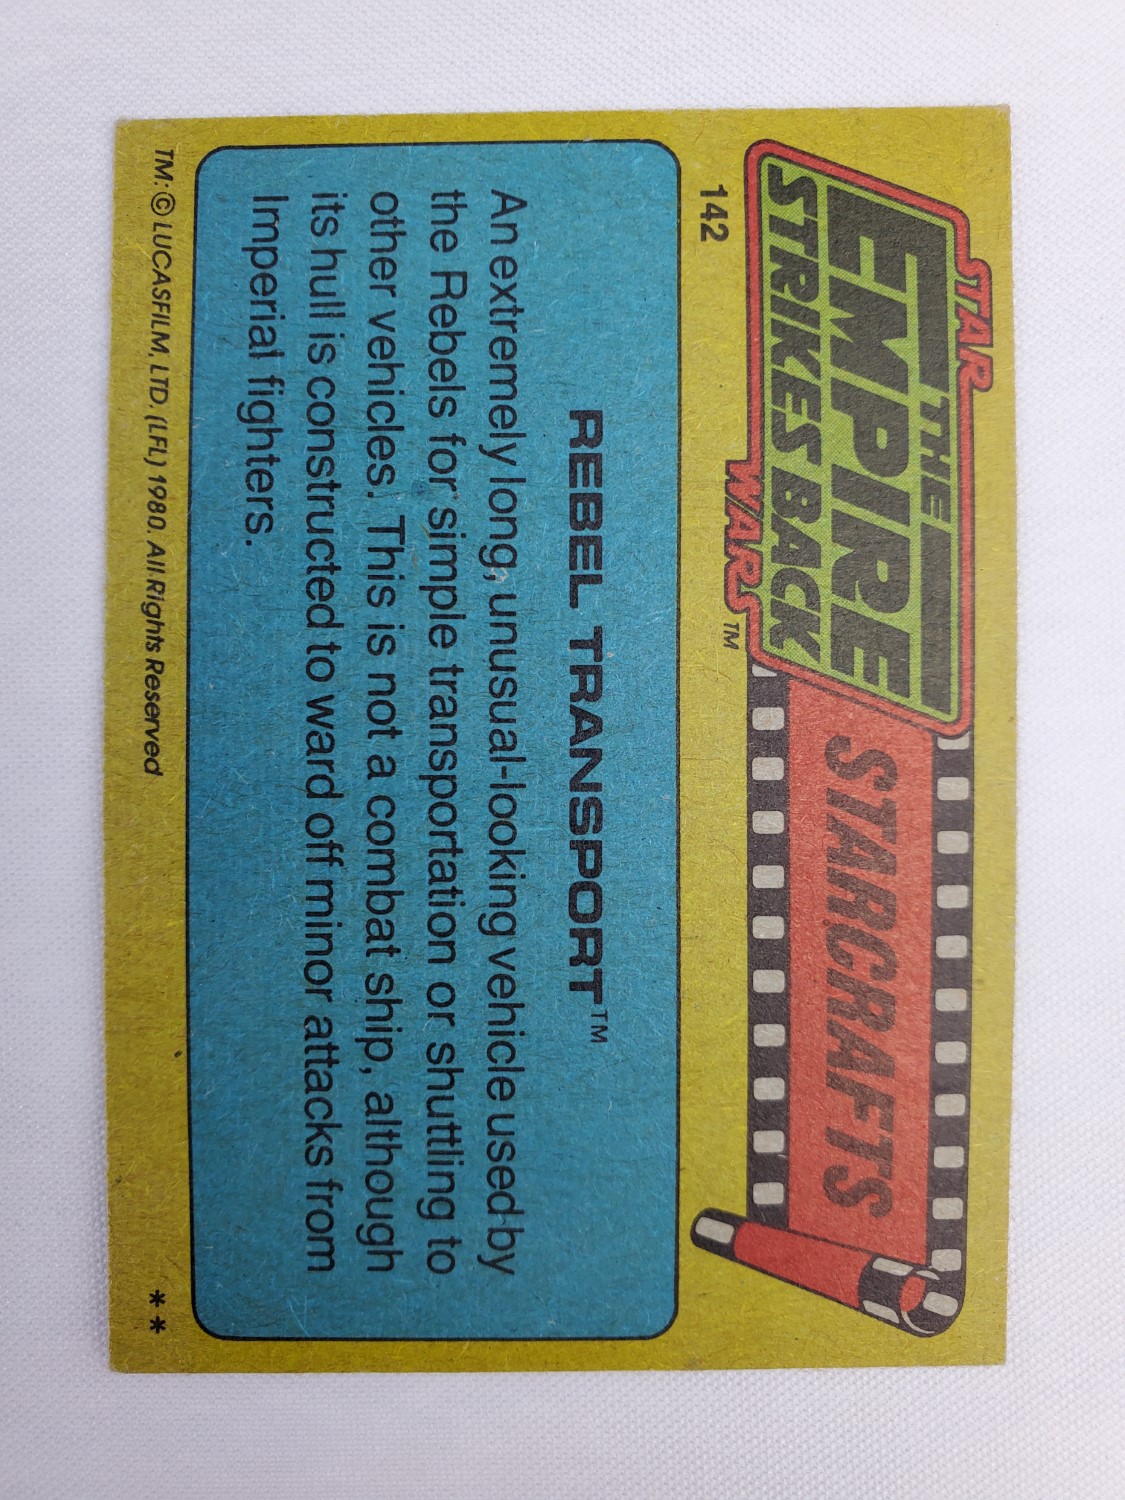 STAR
THE
EMPIRE
STRIKES BACK
WARS™
STARCRAFTS
142
REBEL TRANSPORT™
An extremely long, unusual-looking vehicle used by
the Rebels for simple transportation or shuttling to
other vehicles. This is not a combat ship, although
its hull is constructed to ward off minor attacks from
Imperial fighters.
TM: © LUCASFILM, LTD. (LFL) 1980. All Rights Reserved
**